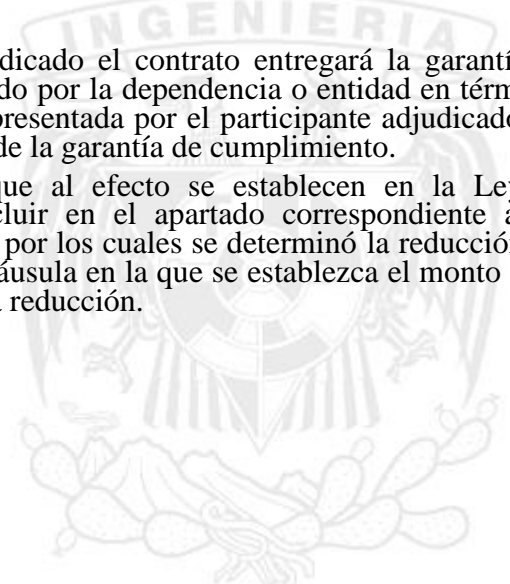 INGENIERIA
dicado el contrato entregará la garantía
do por la dependencia o entidad en térm
presentada por el participante adjudicado
de la garantía de cumplimiento.
que al efecto se establecen en la Ley
cluir en el apartado correspondiente a
por los cuales se determinó la reducción
áusula en la que se establezca el monto
a reducción.